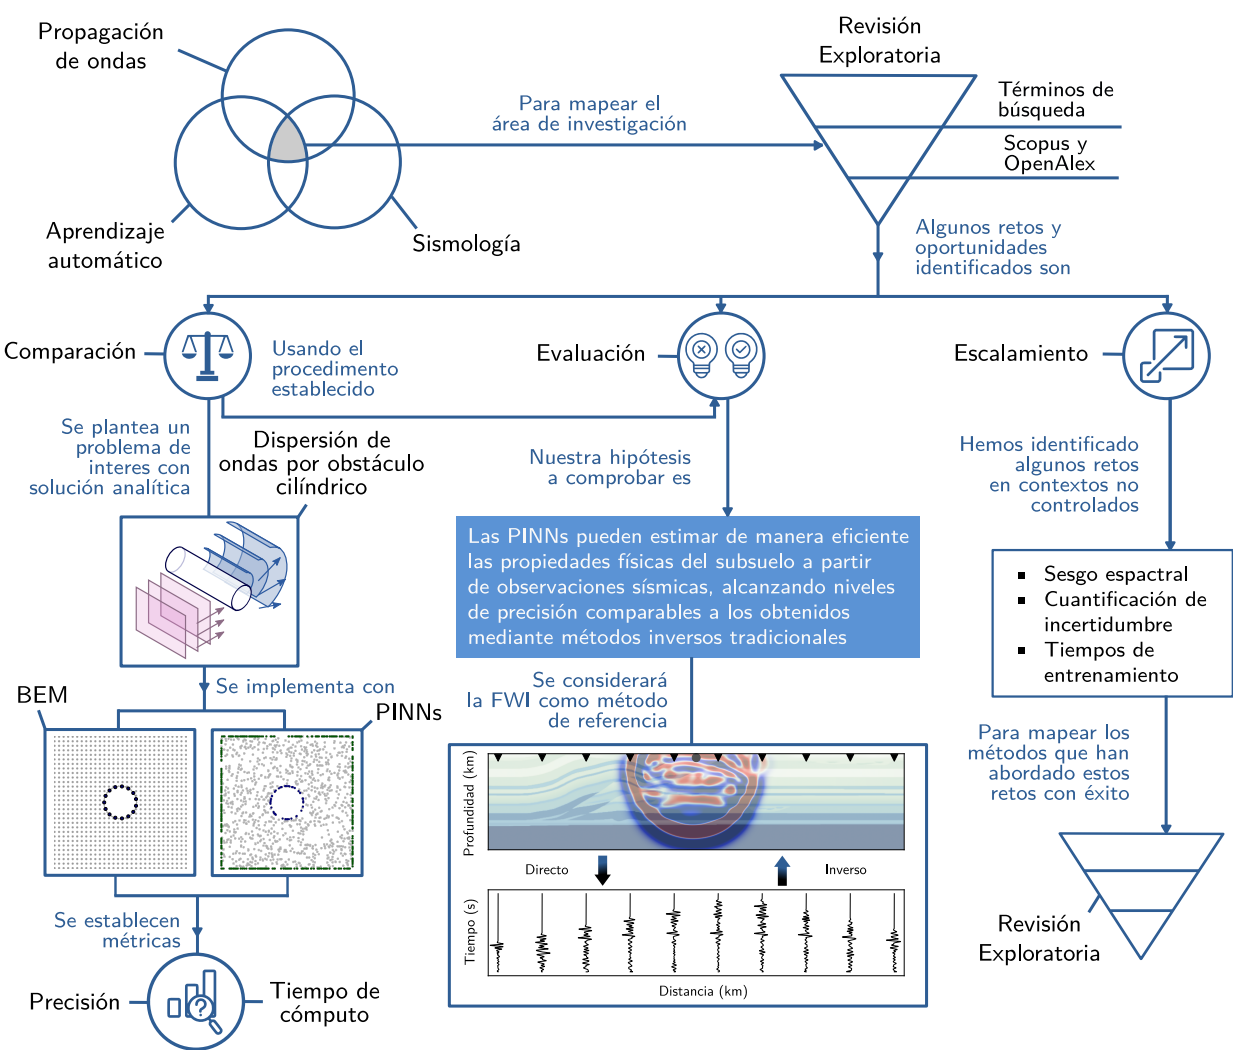 Propagación
de ondas
Aprendizaje
automático
Sismología
Para mapear el
área de investigación
Revisión
Exploratoria
Términos de
búsqueda
Scopus y
OpenAlex
Algunos retos y
oportunidades
identificados son
Comparación
Usando el
procedimento
establecido
Evaluación
Escalamiento
Se plantea un
problema de
interes con
solución analítica
Dispersión de
ondas por obstáculo
cilíndrico
Se implementa con
BEM
PINNs
Se establecen
métricas
Precisión
Tiempo de
cómputo
Nuestra hipótesis
a comprobar es
Las PINNs pueden estimar de manera eficiente
las propiedades físicas del subsuelo a partir
de observaciones sísmicas, alcanzando niveles
de precisión comparables a los obtenidos
mediante métodos inversos tradicionales
Se considerará
la FWI como método
de referencia
Profundidad (km)
Directo
Inverso
Tiempo (s)
Distancia (km)
Hemos identificado
algunos retos
en contextos no
controlados
▪ Sesgo espactral
▪ Cuantificación de
incertidumbre
▪ Tiempos de
entrenamiento
Para mapear los
métodos que han
abordado estos
retos con éxito
Revisión
Exploratoria